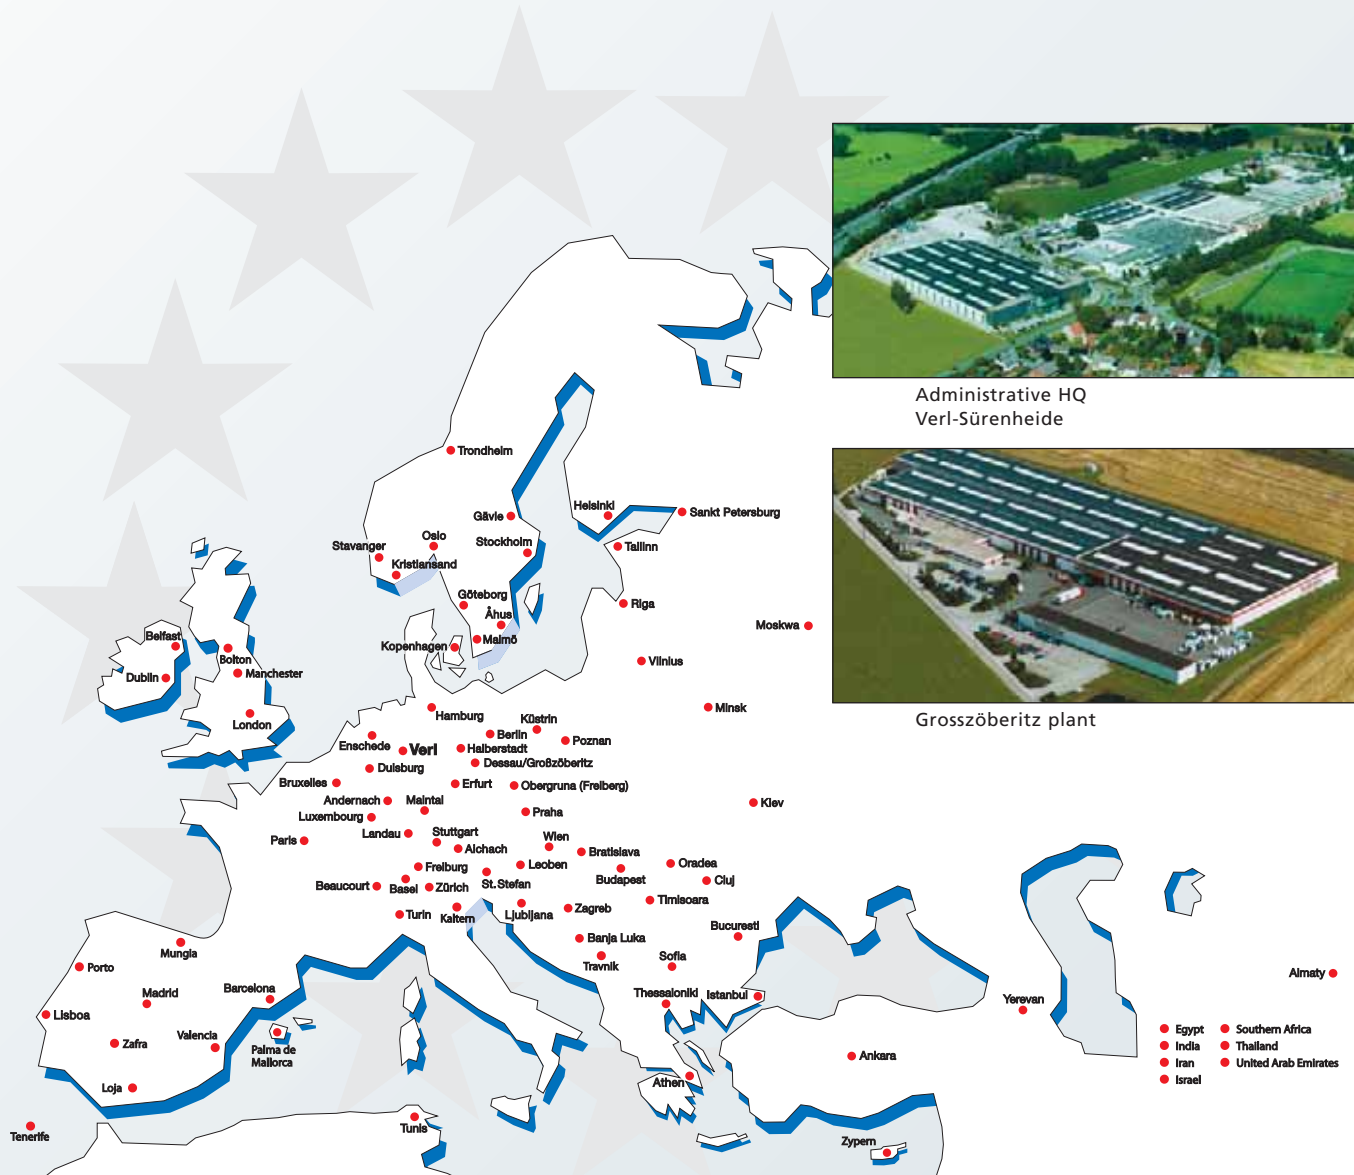 Administrative HQ
Verl-Sürenheide
Grosszöberitz plant
Trondheim
Gävle
Helsinki
Sankt Petersburg
Oslo
Stavanger
Stockholm
Tallinn
Kristiansand
Göteborg
Åhus
Riga
Moskwa
Belfast
Malmö
Kopenhagen
Bolton
Vilnius
Dublin
Manchester
London
Hamburg
Küstrin
Minsk
Berlin
Enschede
Verl
Halberstadt
Poznan
Duisburg
Dessau/Großzöberitz
Bruxelles
Erfurt
Obergruna (Freiberg)
Andernach
Maintal
Kiev
Luxembourg
Praha
Paris
Landau
Stuttgart
Wien
Aichach
Bratislava
Freiburg
Leoben
Oradea
Beaucourt
Basel
Zürich
St. Stefan
Budapest
Cluj
Timisoara
Turin
Kaltern
Ljubljana
Zagreb
Bucuresti
Banja Luka
Mungia
Travnik
Sofia
Porto
Almaty
Barcelona
Madrid
Thessaloniki
Istanbul
Yerevan
Lisboa
Valencia
Zafra
Palma de
Mallorca
Ankara
Loja
Athen
Tenerife
Tunis
Zypern
Egypt
India
Iran
Israel
Southern Africa
Thailand
United Arab Emirates